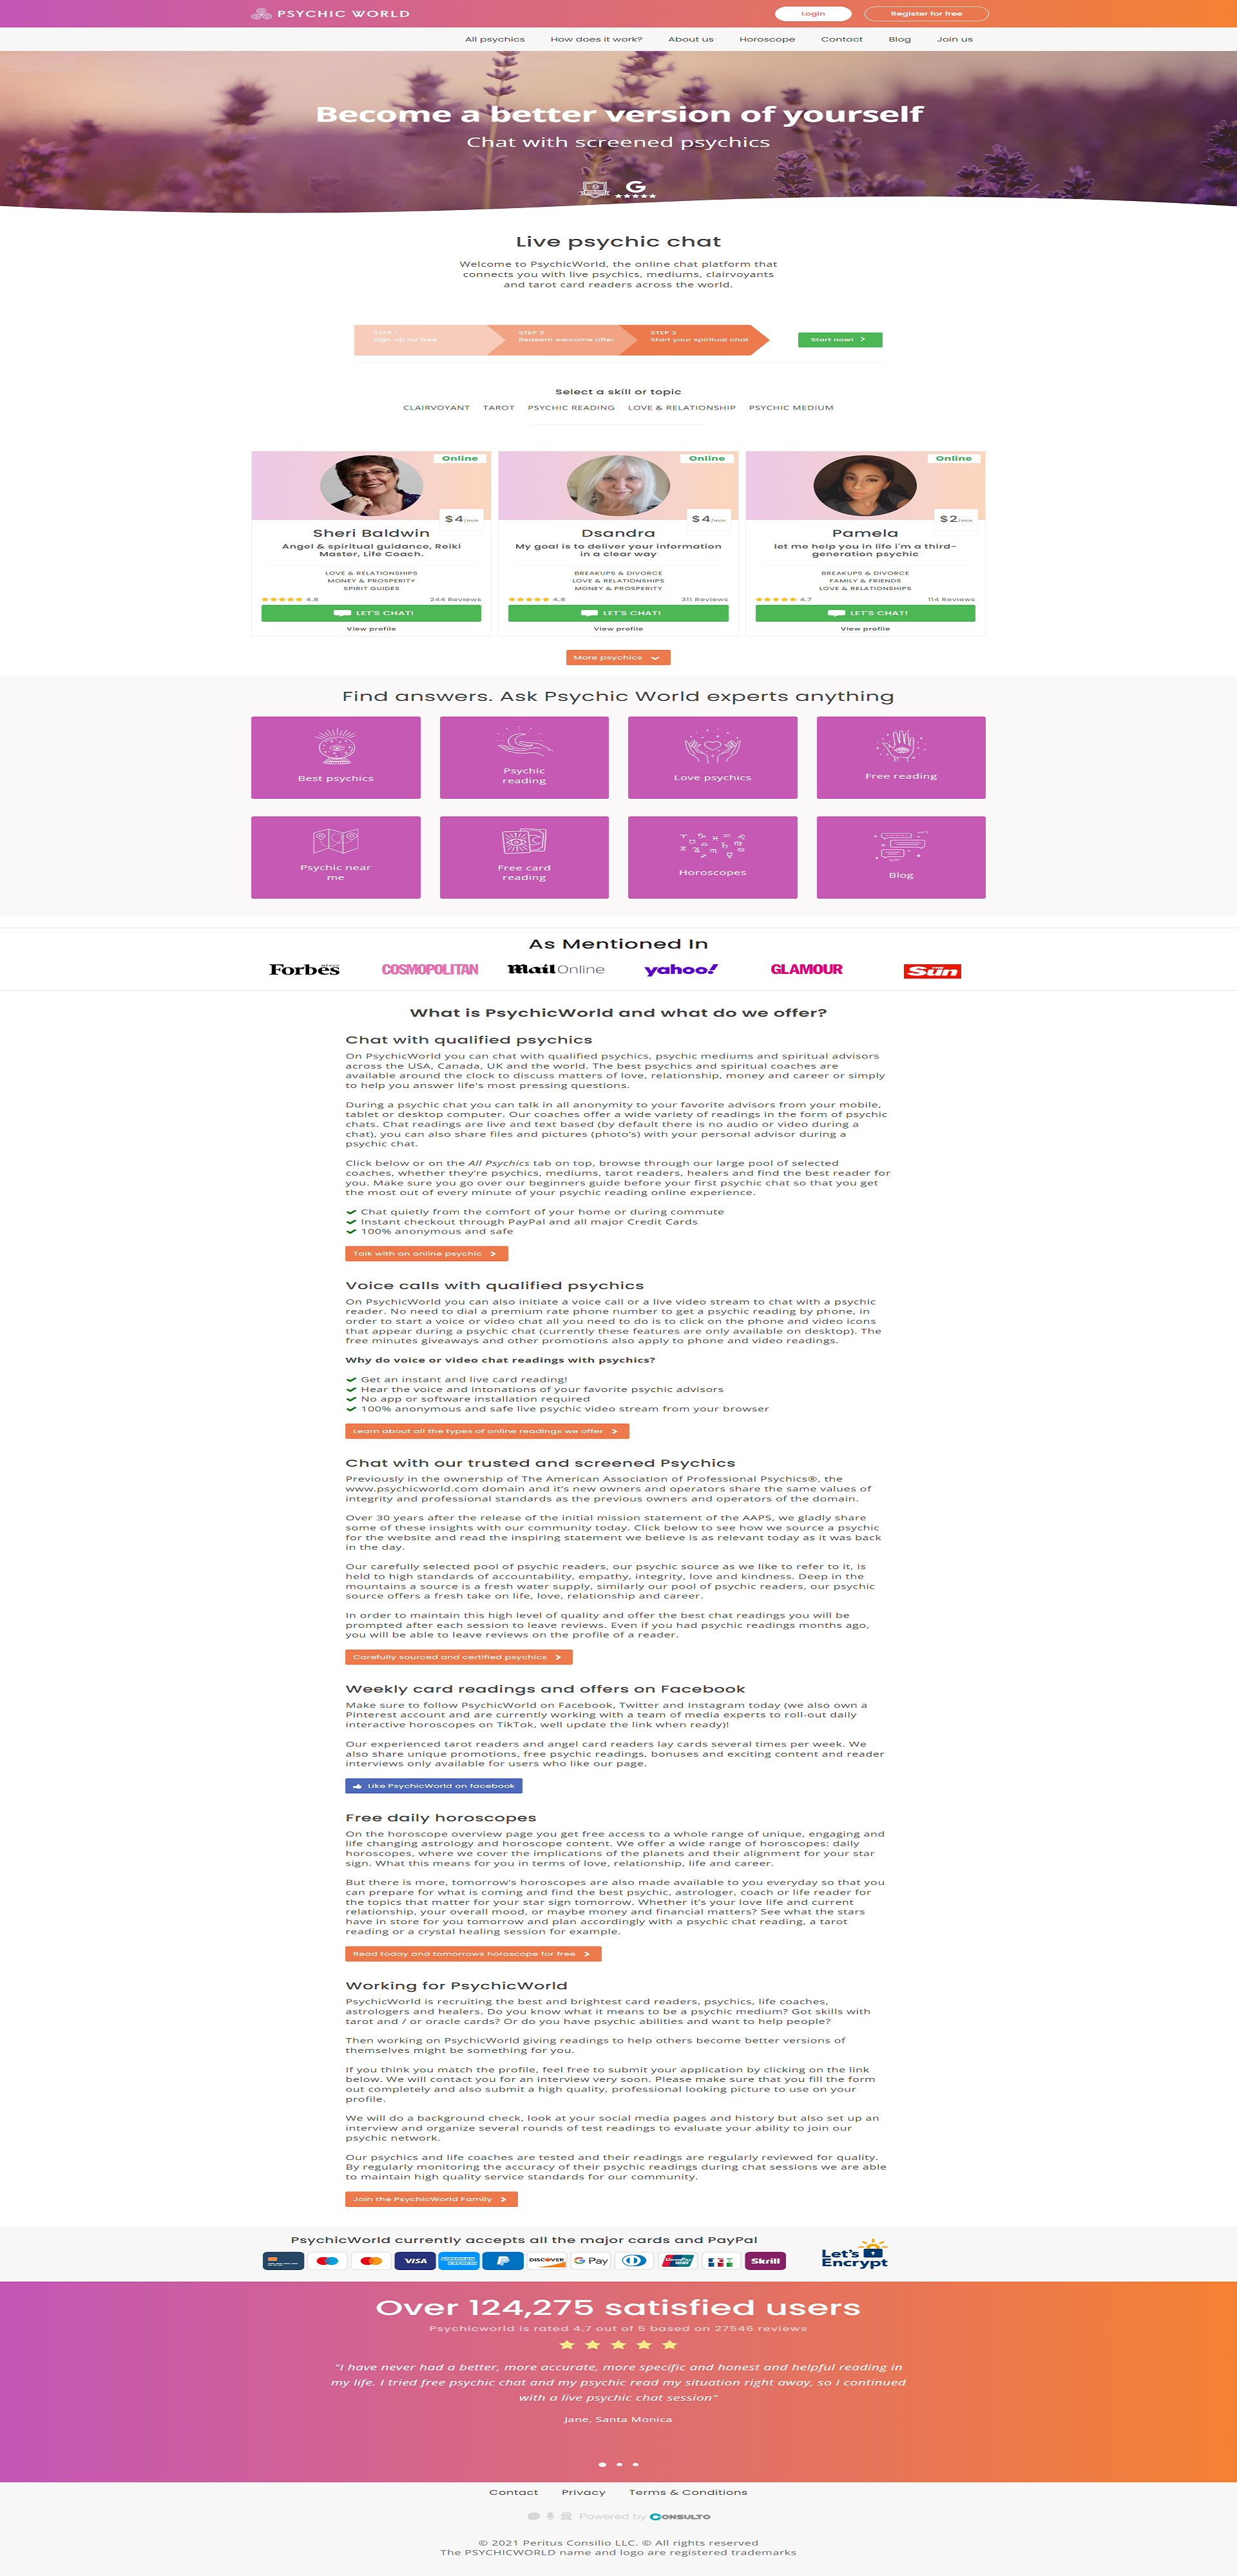 PSYCHIC WORLD
Login
Register for free
All psychics How does it work? About us Horoscope Contact Blog Join us
Become a better version of yourself
Chat with screened psychics
G
Live psychic chat
Welcome to PsychicWorld, the online chat platform that
connects you with live psychics, mediums, clairvoyants
and tarot card readers across the world.
STEP 1
Sign up for free
STEP 2
Redeem welcome offer
STEP 3
Start your spiritual chat
Start now!
Select a skill or topic
CLAIRVOYANT TAROT PSYCHIC READING LOVE & RELATIONSHIP PSYCHIC MEDIUM
Online
$4/min
Sheri Baldwin
Angel & spiritual guidance, Reiki
Master, Life Coach.
LOVE & RELATIONSHIPS
MONEY & PROSPERITY
SPIRIT GUIDES
4.8 244 Reviews
LET'S CHAT!
View profile
Online
$4/min
Dsandra
My goal is to deliver your information
in a clear way
BREAKUPS & DIVORCE
LOVE & RELATIONSHIPS
MONEY & PROSPERITY
4.8 311 Reviews
LET'S CHAT!
View profile
Online
$2/min
Pamela
let me help you in life i'm a third-
generation psychic
BREAKUPS & DIVORCE
FAMILY & FRIENDS
LOVE & RELATIONSHIPS
4.7 114 Reviews
LET'S CHAT!
View profile
More psychics
Find answers. Ask Psychic World experts anything
Best psychics
Psychic
reading
Love psychics
Free reading
Psychic near
me
Free card
reading
Horoscopes
Blog
As Mentioned In
Forbes COSMOPOLITAN Mail Online yahoo! GLAMOUR The Sun
What is PsychicWorld and what do we offer?
Chat with qualified psychics
On PsychicWorld you can chat with qualified psychics, psychic mediums and spiritual advisors
across the USA, Canada, UK and the world. The best psychics and spiritual coaches are
available around the clock to discuss matters of love, relationship, money and career or simply
to help you answer life's most pressing questions.
During a psychic chat you can talk in all anonymity to your favorite advisors from your mobile,
tablet or desktop computer. Our coaches offer a wide variety of readings in the form of psychic
chats. Chat readings are live and text based (by default there is no audio or video during a
chat), you can also share files and pictures (photo's) with your personal advisor during a
psychic chat.
Click below or on the All Psychics tab on top, browse through our large pool of selected
coaches, whether they're psychics, mediums, tarot readers, healers and find the best reader for
you. Make sure you go over our beginners guide before your first psychic chat so that you get
the most out of every minute of your psychic reading online experience.
Chat quietly from the comfort of your home or during commute
Instant checkout through PayPal and all major Credit Cards
100% anonymous and safe
Talk with an online psychic
Voice calls with qualified psychics
On PsychicWorld you can also initiate a voice call or a live video stream to chat with a psychic
reader. No need to dial a premium rate phone number to get a psychic reading by phone, in
order to start a voice or video chat all you need to do is to click on the phone and video icons
that appear during a psychic chat (currently these features are only available on desktop). The
free minutes giveaways and other promotions also apply to phone and video readings.
Why do voice or video chat readings with psychics?
Get an instant and live card reading!
Hear the voice and intonations of your favorite psychic advisors
No app or software installation required
100% anonymous and safe live psychic video stream from your browser
Learn about all the types of online readings we offer
Chat with our trusted and screened Psychics
Previously in the ownership of The American Association of Professional Psychics®, the
www.psychicworld.com domain and it's new owners and operators share the same values of
integrity and professional standards as the previous owners and operators of the domain.
Over 30 years after the release of the initial mission statement of the AAPS, we gladly share
some of these insights with our community today. Click below to see how we source a psychic
for the website and read the inspiring statement we believe is as relevant today as it was back
in the day.
Our carefully selected pool of psychic readers, our psychic source as we like to refer to it, is
held to high standards of accountability, empathy, integrity, love and kindness. Deep in the
mountains a source is a fresh water supply, similarly our pool of psychic readers, our psychic
source offers a fresh take on life, love, relationship and career.
In order to maintain this high level of quality and offer the best chat readings you will be
prompted after each session to leave reviews. Even if you had psychic readings months ago,
you will be able to leave reviews on the profile of a reader.
Carefully sourced and certified psychics
Weekly card readings and offers on Facebook
Make sure to follow PsychicWorld on Facebook, Twitter and Instagram today (we also own a
Pinterest account and are currently working with a team of media experts to roll-out daily
interactive horoscopes on TikTok, well update the link when ready)!
Our experienced tarot readers and angel card readers lay cards several times per week. We
also share unique promotions, free psychic readings, bonuses and exciting content and reader
interviews only available for users who like our page.
Like PsychicWorld on facebook
Free daily horoscopes
On the horoscope overview page you get free access to a whole range of unique, engaging and
life changing astrology and horoscope content. We offer a wide range of horoscopes: daily
horoscopes, where we cover the implications of the planets and their alignment for your star
sign. What this means for you in terms of love, relationship, life and career.
But there is more, tomorrow's horoscopes are also made available to you everyday so that you
can prepare for what is coming and find the best psychic, astrologer, coach or life reader for
the topics that matter for your star sign tomorrow. Whether it's your love life and current
relationship, your overall mood, or maybe money and financial matters? See what the stars
have in store for you tomorrow and plan accordingly with a psychic chat reading, a tarot
reading or a crystal healing session for example.
Read today and tomorrows horoscope for free
Working for PsychicWorld
PsychicWorld is recruiting the best and brightest card readers, psychics, life coaches,
astrologers and healers. Do you know what it means to be a psychic medium? Got skills with
tarot and / or oracle cards? Or do you have psychic abilities and want to help people?
Then working on PsychicWorld giving readings to help others become better versions of
themselves might be something for you.
If you think you match the profile, feel free to submit your application by clicking on the link
below. We will contact you for an interview very soon. Please make sure that you fill the form
out completely and also submit a high quality, professional looking picture to use on your
profile.
We will do a background check, look at your social media pages and history but also set up an
interview and organize several rounds of test readings to evaluate your ability to join our
psychic network.
Our psychics and life coaches are tested and their readings are regularly reviewed for quality.
By regularly monitoring the accuracy of their psychic readings during chat sessions we are able
to maintain high quality service standards for our community.
Join the PsychicWorld Family
PsychicWorld currently accepts all the major cards and PayPal
VISA AMERICAN EXPRESS DISCOVER G Pay UnionPay Skrill
Let's
Encrypt
Over 124,275 satisfied users
Psychicworld is rated 4.7 out of 5 based on 27546 reviews
"I have never had a better, more accurate, more specific and honest and helpful reading in
my life. I tried free psychic chat and my psychic read my situation right away, so I continued
with a live psychic chat session"
Jane, Santa Monica
Contact Privacy Terms & Conditions
Powered by CONSULTO
© 2021 Peritus Consilio LLC. © All rights reserved
The PSYCHICWORLD name and logo are registered trademarks